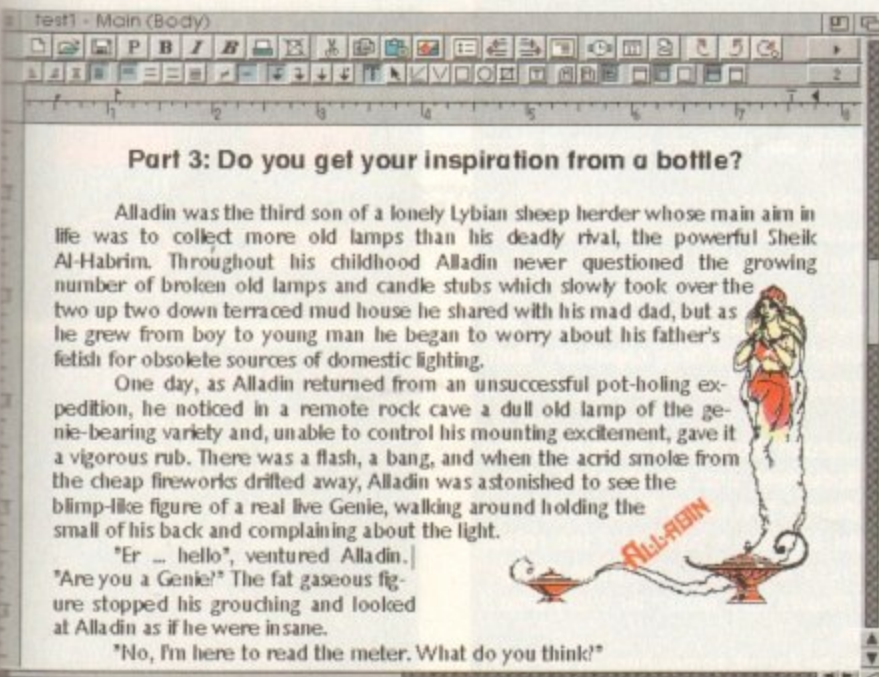 test1 - Main (Body)
P B I B
2
1 2 3 4 5 6 7 8
Part 3: Do you get your inspiration from a bottle?
Alladin was the third son of a lonely Lybian sheep herder whose main aim in
life was to collect more old lamps than his deadly rival, the powerful Sheik
Al-Habrim. Throughout his childhood Alladin never questioned the growing
number of broken old lamps and candle stubs which slowly took over the
two up two down terraced mud house he shared with his mad dad, but as
he grew from boy to young man he began to worry about his father's
fetish for obsolete sources of domestic lighting.
One day, as Alladin returned from an unsuccessful pot-holing ex-
pedition, he noticed in a remote rock cave a dull old lamp of the ge-
nie-bearing variety and, unable to control his mounting excitement, gave it
a vigorous rub. There was a flash, a bang, and when the acrid smoke from
the cheap fireworks drifted away, Alladin was astonished to see the
blimp-like figure of a real live Genie, walking around holding the
small of his back and complaining about the light.
"Er ... hello", ventured Alladin.
"Are you a Genie?" The fat gaseous fig-
ure stopped his grouching and looked
at Alladin as if he were insane.
"No, I'm here to read the meter. What do you think?"
ALL-ADIN